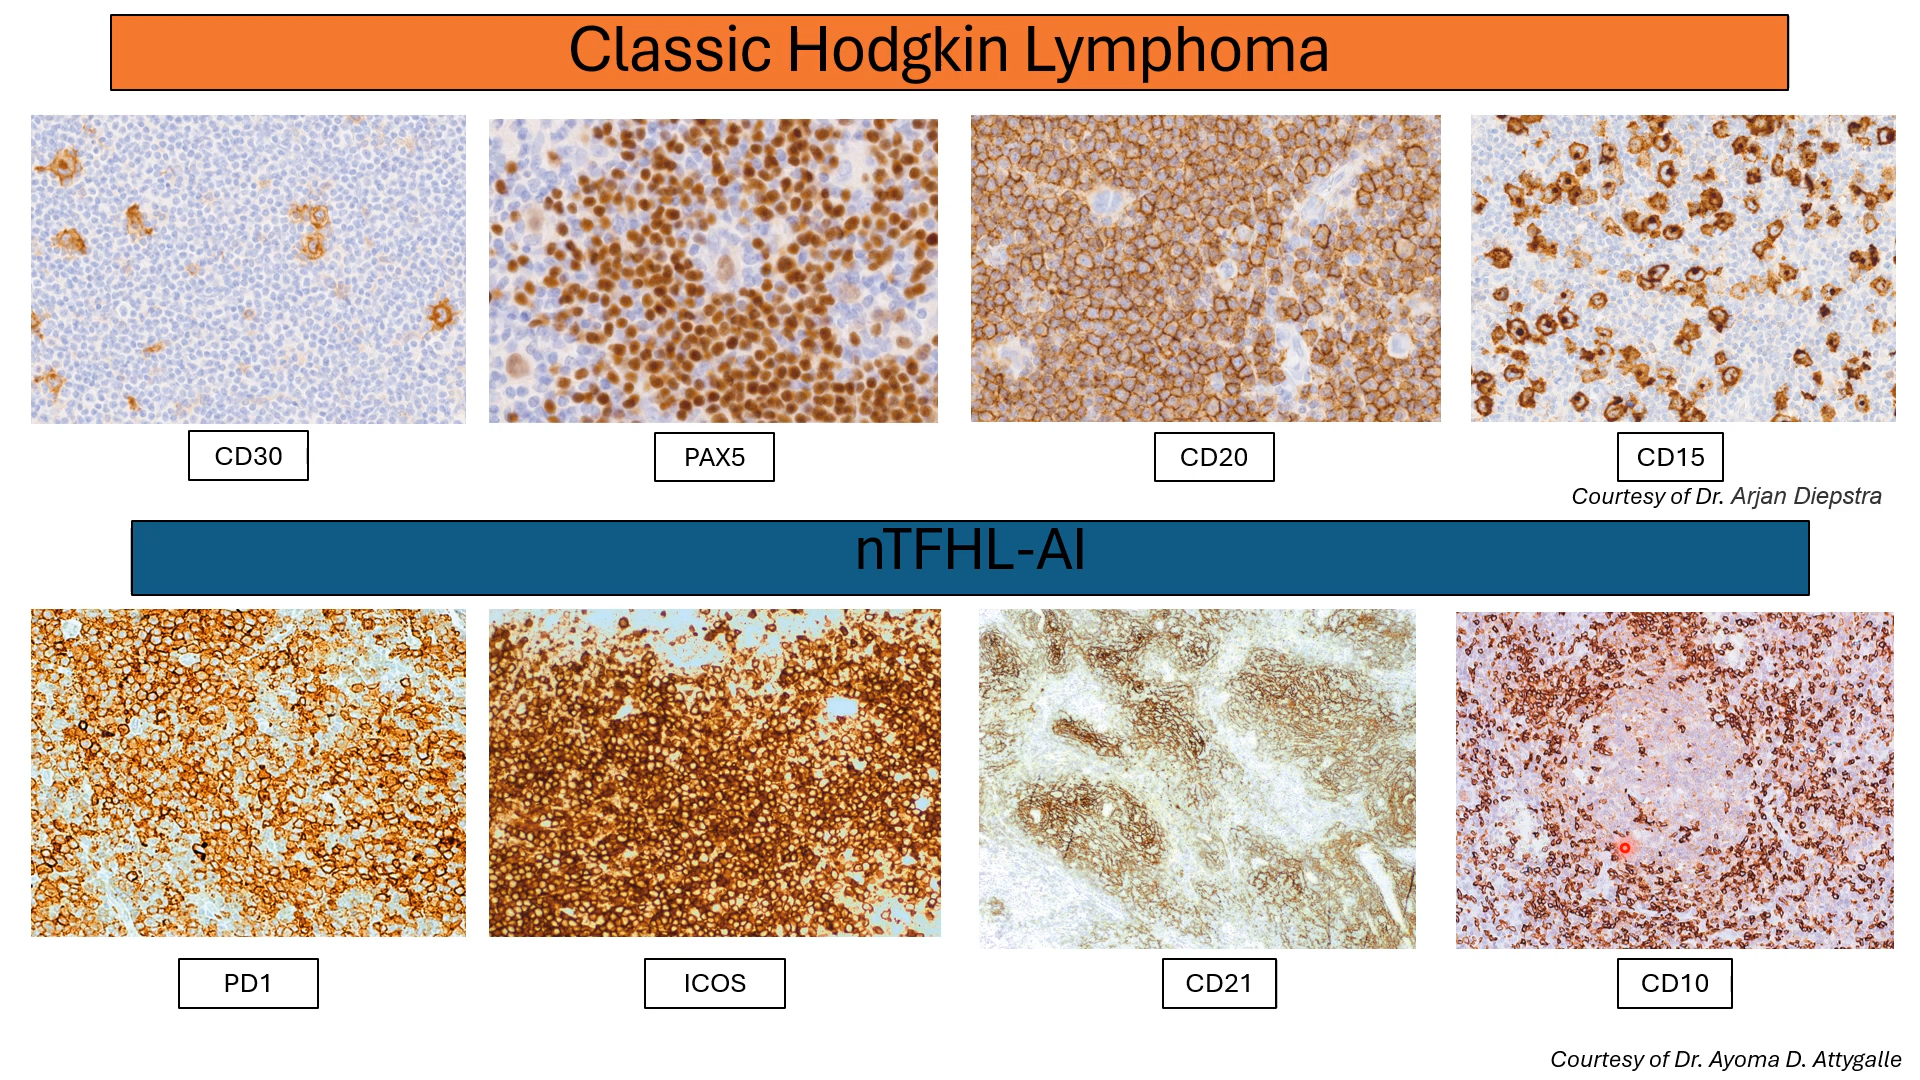 Classic Hodgkin Lymphoma
CD30
PAX5
CD20
CD15
Courtesy of Dr. Arjan Diepstra
nTFHL-AI
PD1
ICOS
CD21
CD10
Courtesy of Dr. Ayoma D. Attygalle